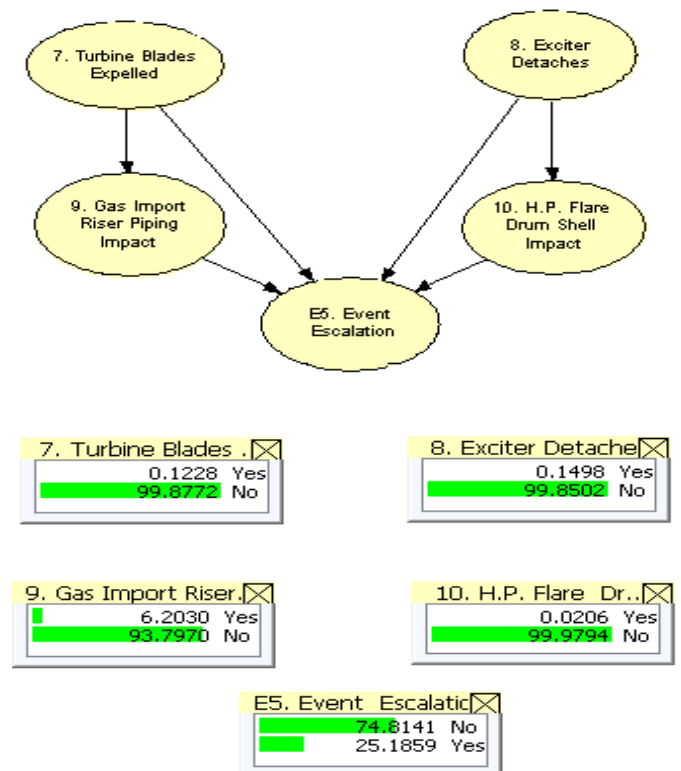 7. Turbine Blades
Expelled
8. Exciter
Detaches
9. Gas Import
Riser Piping
Impact
10. H.P. Flare
Drum Shell
Impact
E5. Event
Escalation
7. Turbine Blades .
0.1228 Yes
99.8772 No
8. Exciter Detache
0.1498 Yes
99.8502 No
9. Gas Import Riser.
6.2030 Yes
93.7970 No
10. H.P. Flare Dr..
0.0206 Yes
99.9794 No
E5. Event Escalatic
74.8141 No
25.1859 Yes